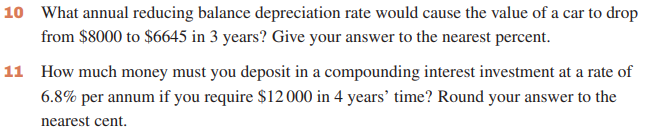 10 What annual reducing balance depreciation rate would cause the value of a car to drop
from $8000 to $6645 in 3 years? Give your answer to the nearest percent.
11 How much money must you deposit in a compounding interest investment at a rate of
6.8% per annum if you require $12 000 in 4 years’ time? Round your answer to the
nearest cent.